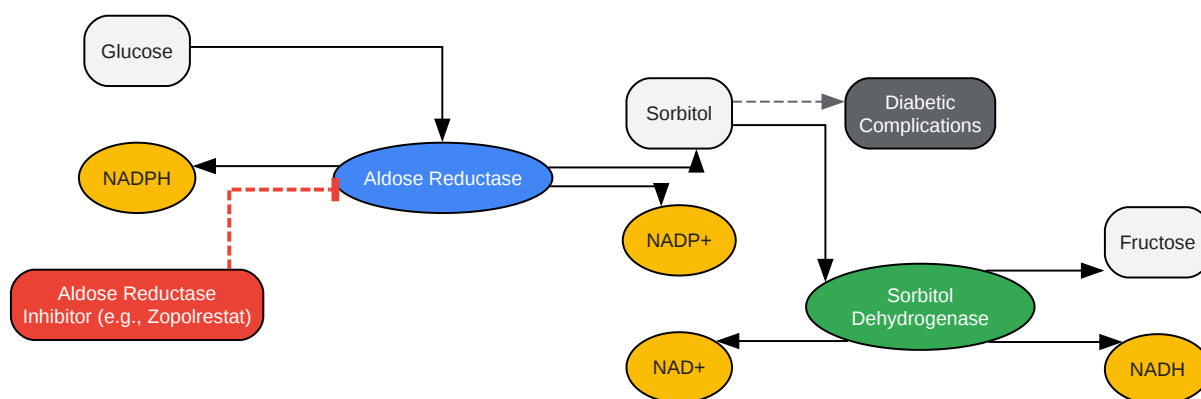 Glucose
Sorbitol
Diabetic
Complications
NADPH
Aldose Reductase
NADP+
Fructose
Aldose Reductase
Inhibitor (e.g., Zopolrestat)
Sorbitol
Dehydrogenase
NAD+
NADH